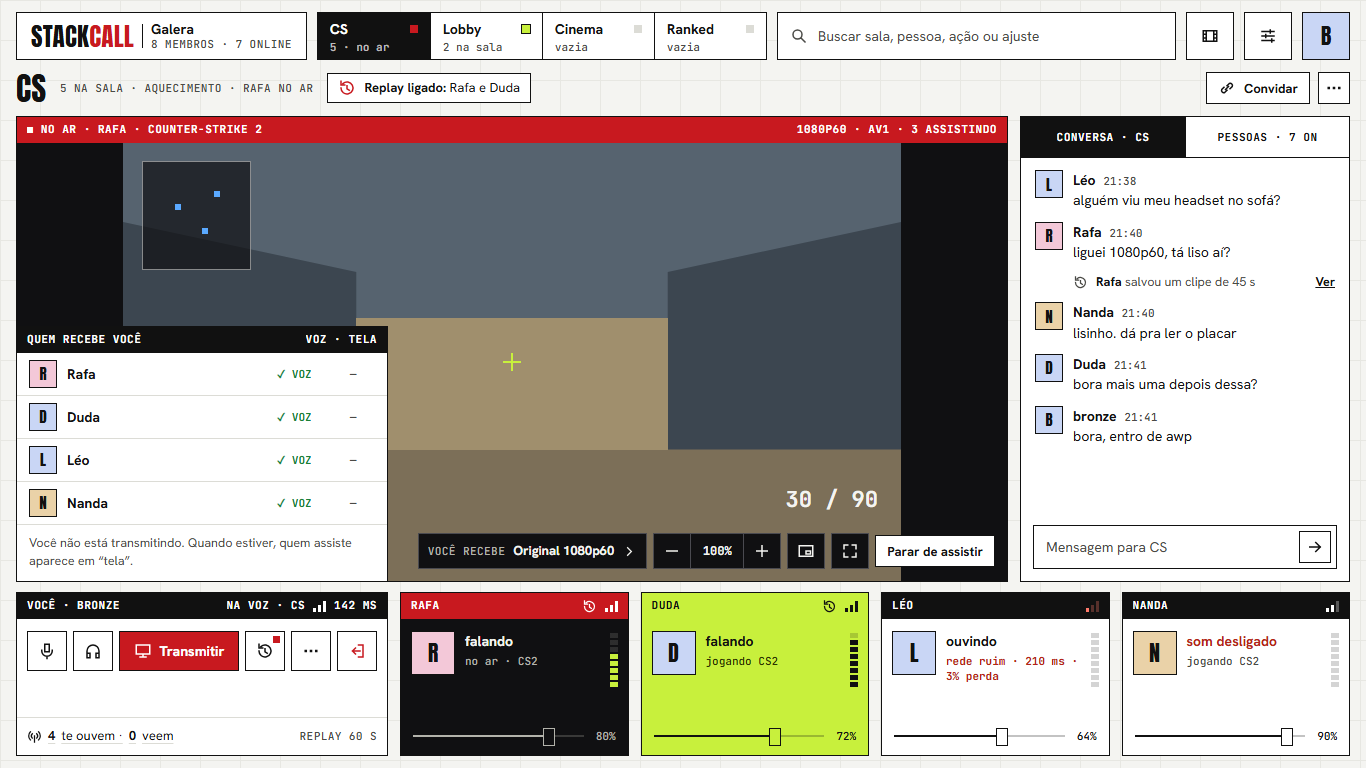 STACKCALL
Galera
8 MEMBROS · 7 ONLINE
CS
5 · no ar
Lobby
2 na sala
Cinema
vazia
Ranked
vazia
Buscar sala, pessoa, ação ou ajuste
B
CS
5 NA SALA · AQUECIMENTO · RAFA NO AR
Replay ligado: Rafa e Duda
Convidar
NO AR · RAFA · COUNTER-STRIKE 2
1080P60 · AV1 · 3 ASSISTINDO
QUEM RECEBE VOCÊ
VOZ · TELA
R Rafa ✓ VOZ –
D Duda ✓ VOZ –
L Léo ✓ VOZ –
N Nanda ✓ VOZ –
Você não está transmitindo. Quando estiver, quem assiste
aparece em “tela”.
30 / 90
VOCÊ RECEBE Original 1080p60
100%
Parar de assistir
CONVERSA · CS
PESSOAS · 7 ON
L
Léo 21:38
alguém viu meu headset no sofá?
R
Rafa 21:40
liguei 1080p60, tá liso aí?
Rafa salvou um clipe de 45 s
Ver
N
Nanda 21:40
lisinho. dá pra ler o placar
D
Duda 21:41
bora mais uma depois dessa?
B
bronze 21:41
bora, entro de awp
Mensagem para CS
VOCÊ · BRONZE
NA VOZ · CS
142 MS
Transmitir
4 te ouvem · 0 veem
REPLAY 60 S
RAFA
R
falando
no ar · CS2
80%
DUDA
D
falando
jogando CS2
72%
LÉO
L
ouvindo
rede ruim · 210 ms ·
3% perda
64%
NANDA
N
som desligado
jogando CS2
90%